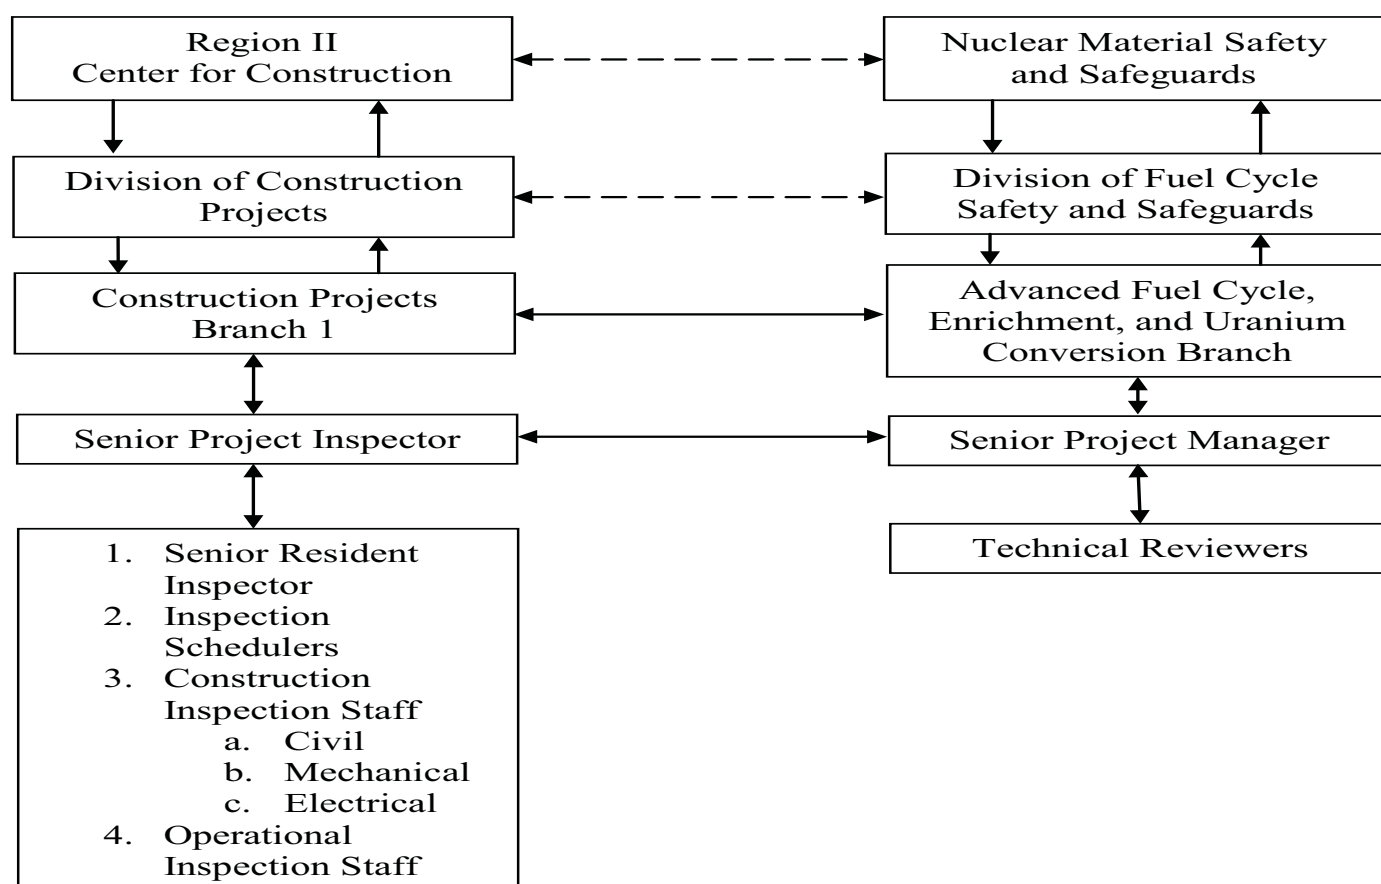 Region II
Center for Construction
Nuclear Material Safety
and Safeguards
Division of Construction
Projects
Division of Fuel Cycle
Safety and Safeguards
Construction Projects
Branch 1
Advanced Fuel Cycle,
Enrichment, and Uranium
Conversion Branch
Senior Project Inspector
Senior Project Manager
1. Senior Resident
Inspector
2. Inspection
Schedulers
3. Construction
Inspection Staff
a. Civil
b. Mechanical
c. Electrical
4. Operational
Inspection Staff
Technical Reviewers